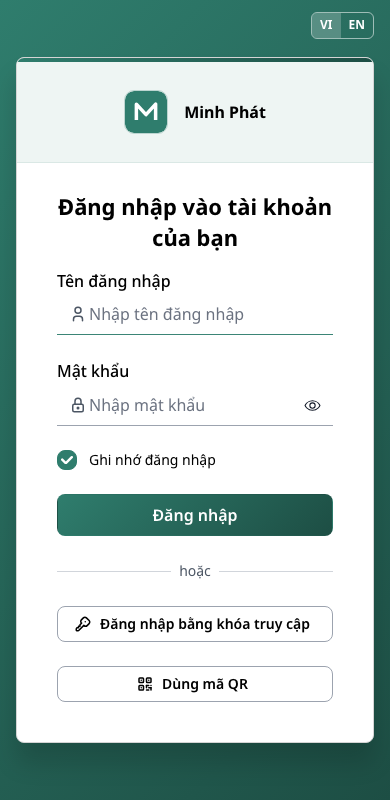 VI EN
Minh Phát
Đăng nhập vào tài khoản
của bạn
Tên đăng nhập
Nhập tên đăng nhập
Mật khẩu
Nhập mật khẩu
Ghi nhớ đăng nhập
Đăng nhập
hoặc
Đăng nhập bằng khóa truy cập
Dùng mã QR